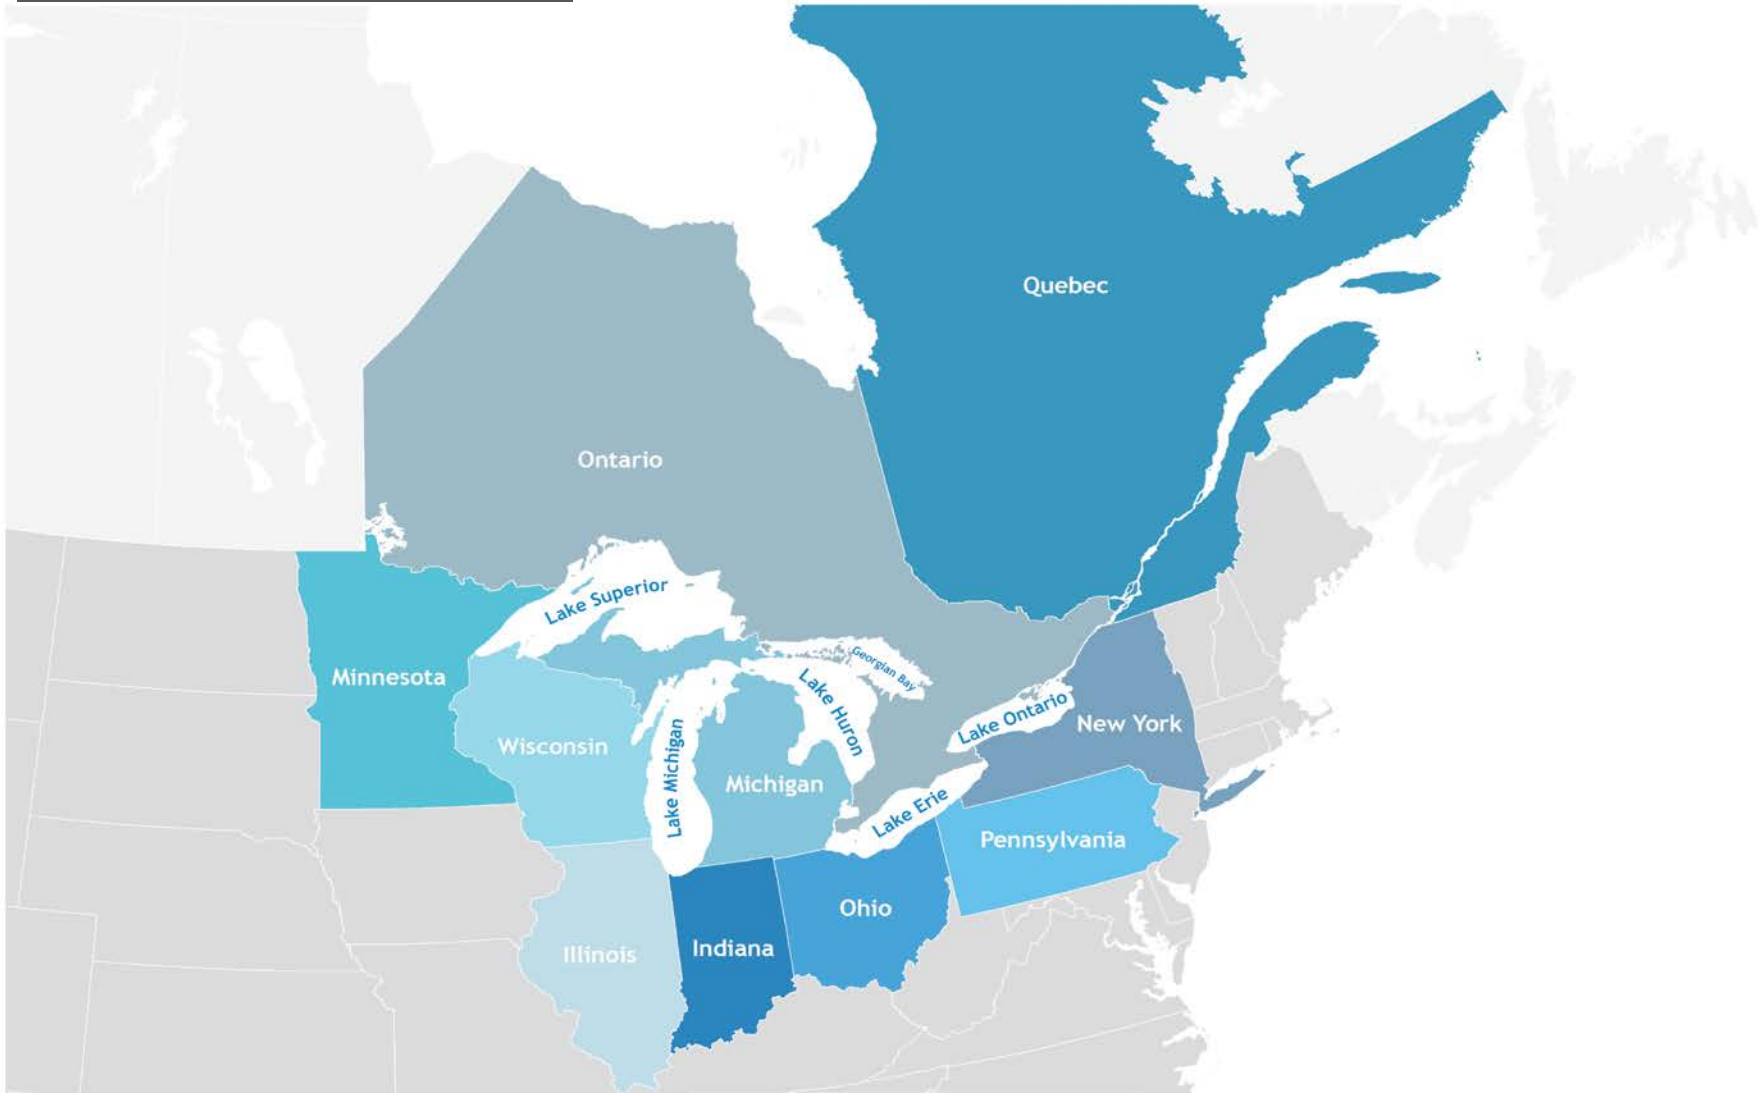 Quebec
Ontario
Lake Superior
Georgian Bay
Minnesota
Lake Huron
Lake Ontario
New York
Wisconsin
Lake Michigan
Michigan
Lake Erie
Pennsylvania
Ohio
Indiana
Illinois